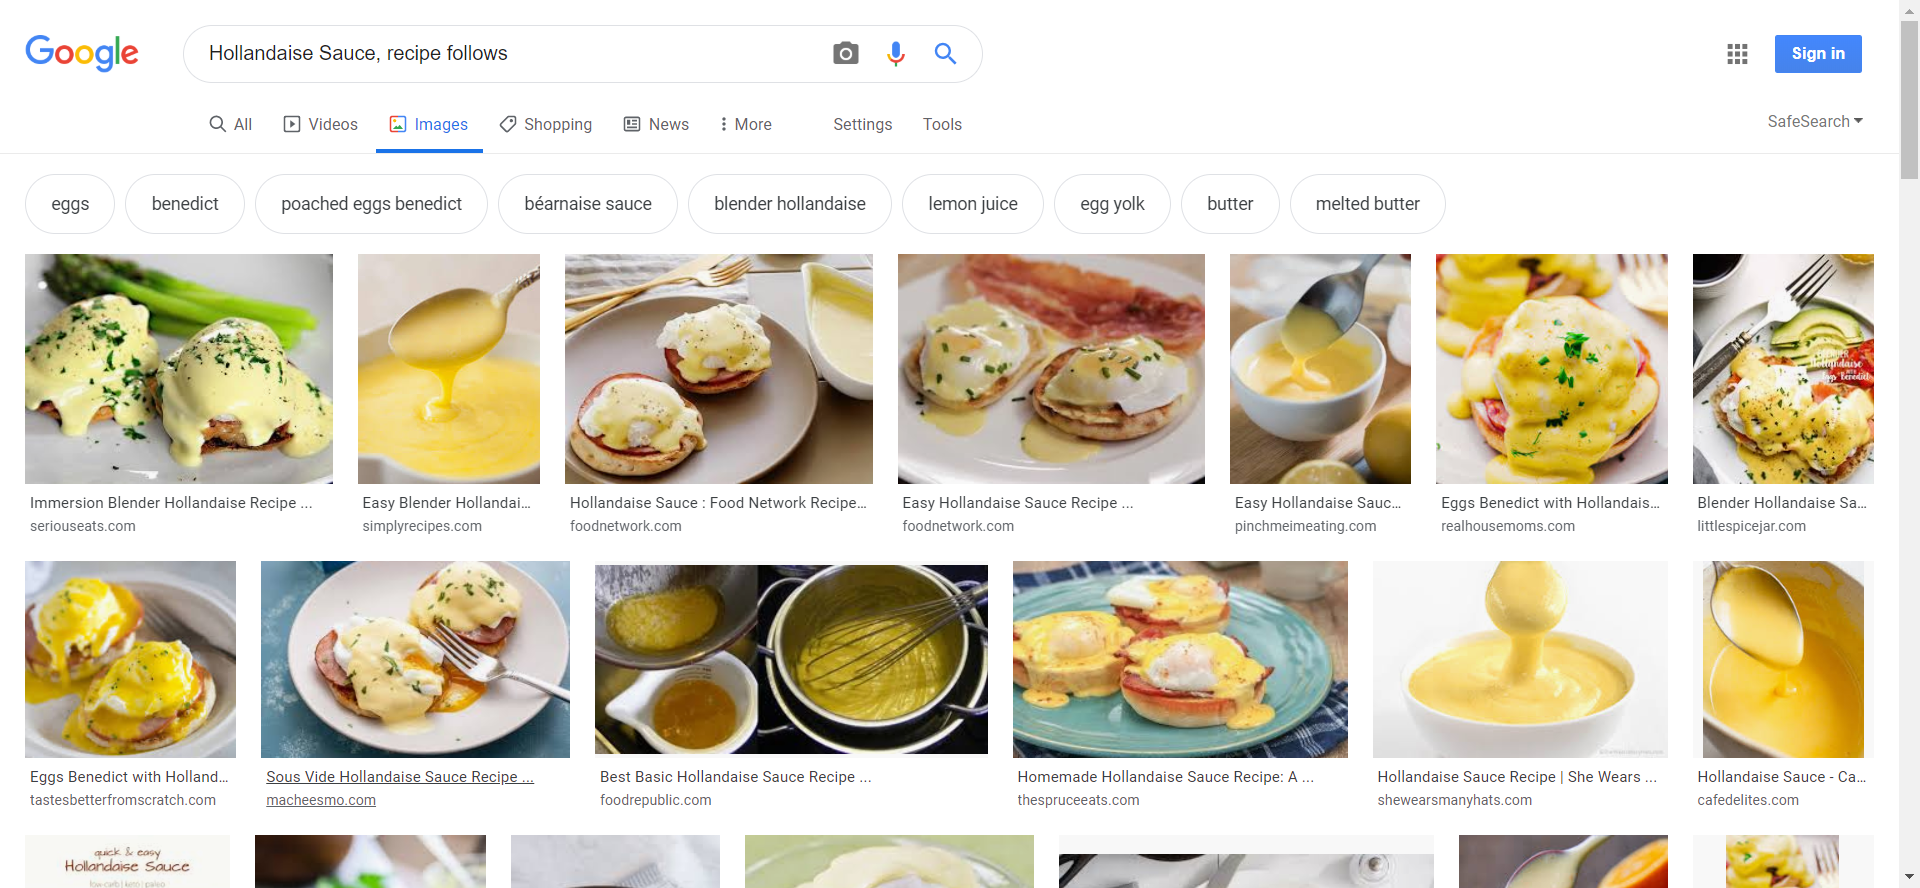 Google
Hollandaise Sauce, recipe follows
Sign in
All
Videos
Images
Shopping
News
More
Settings
Tools
SafeSearch
eggs
benedict
poached eggs benedict
béarnaise sauce
blender hollandaise
lemon juice
egg yolk
butter
melted butter
BLENDER
Hollandaise
Eggs Benedict
Immersion Blender Hollandaise Recipe ...
seriouseats.com
Easy Blender Hollandai...
simplyrecipes.com
Hollandaise Sauce : Food Network Recipe...
foodnetwork.com
Easy Hollandaise Sauce Recipe ...
foodnetwork.com
Easy Hollandaise Sauc...
pinchmeimeating.com
Eggs Benedict with Hollandais...
realhousemoms.com
Blender Hollandaise Sa...
littlespicejar.com
Eggs Benedict with Holland...
tastesbetterfromscratch.com
Sous Vide Hollandaise Sauce Recipe ...
macheesmo.com
Best Basic Hollandaise Sauce Recipe ...
foodrepublic.com
Homemade Hollandaise Sauce Recipe: A ...
thespruceeats.com
Hollandaise Sauce Recipe | She Wears ...
shewearsmanyhats.com
Hollandaise Sauce - Ca...
cafedelites.com
quick & easy
Hollandaise Sauce
low-carb | keto | paleo